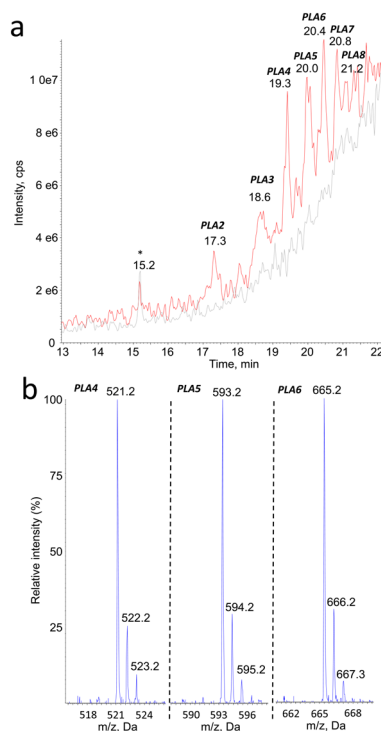 a
PLA6
20.4
PLA7
20.8
PLA5
20.0
PLA8
21.2
PLA4
19.3
PLA3
18.6
PLA2
17.3
*
15.2
Intensity, cps
1 0e7
8e6
6e6
4 e6
2 e6
0
13 14 15 16 17 18 19 20 21 22
Time, min
b
PLA4 521.2 PLA5 593.2 PLA6 665.2
100
75
50
25
Relative intensity (%)
522.2 594.2 666.2
523.2 595.2 667.3
518 521 524 590 593 596 662 665 668
m/z, Da m/z, Da m/z, Da